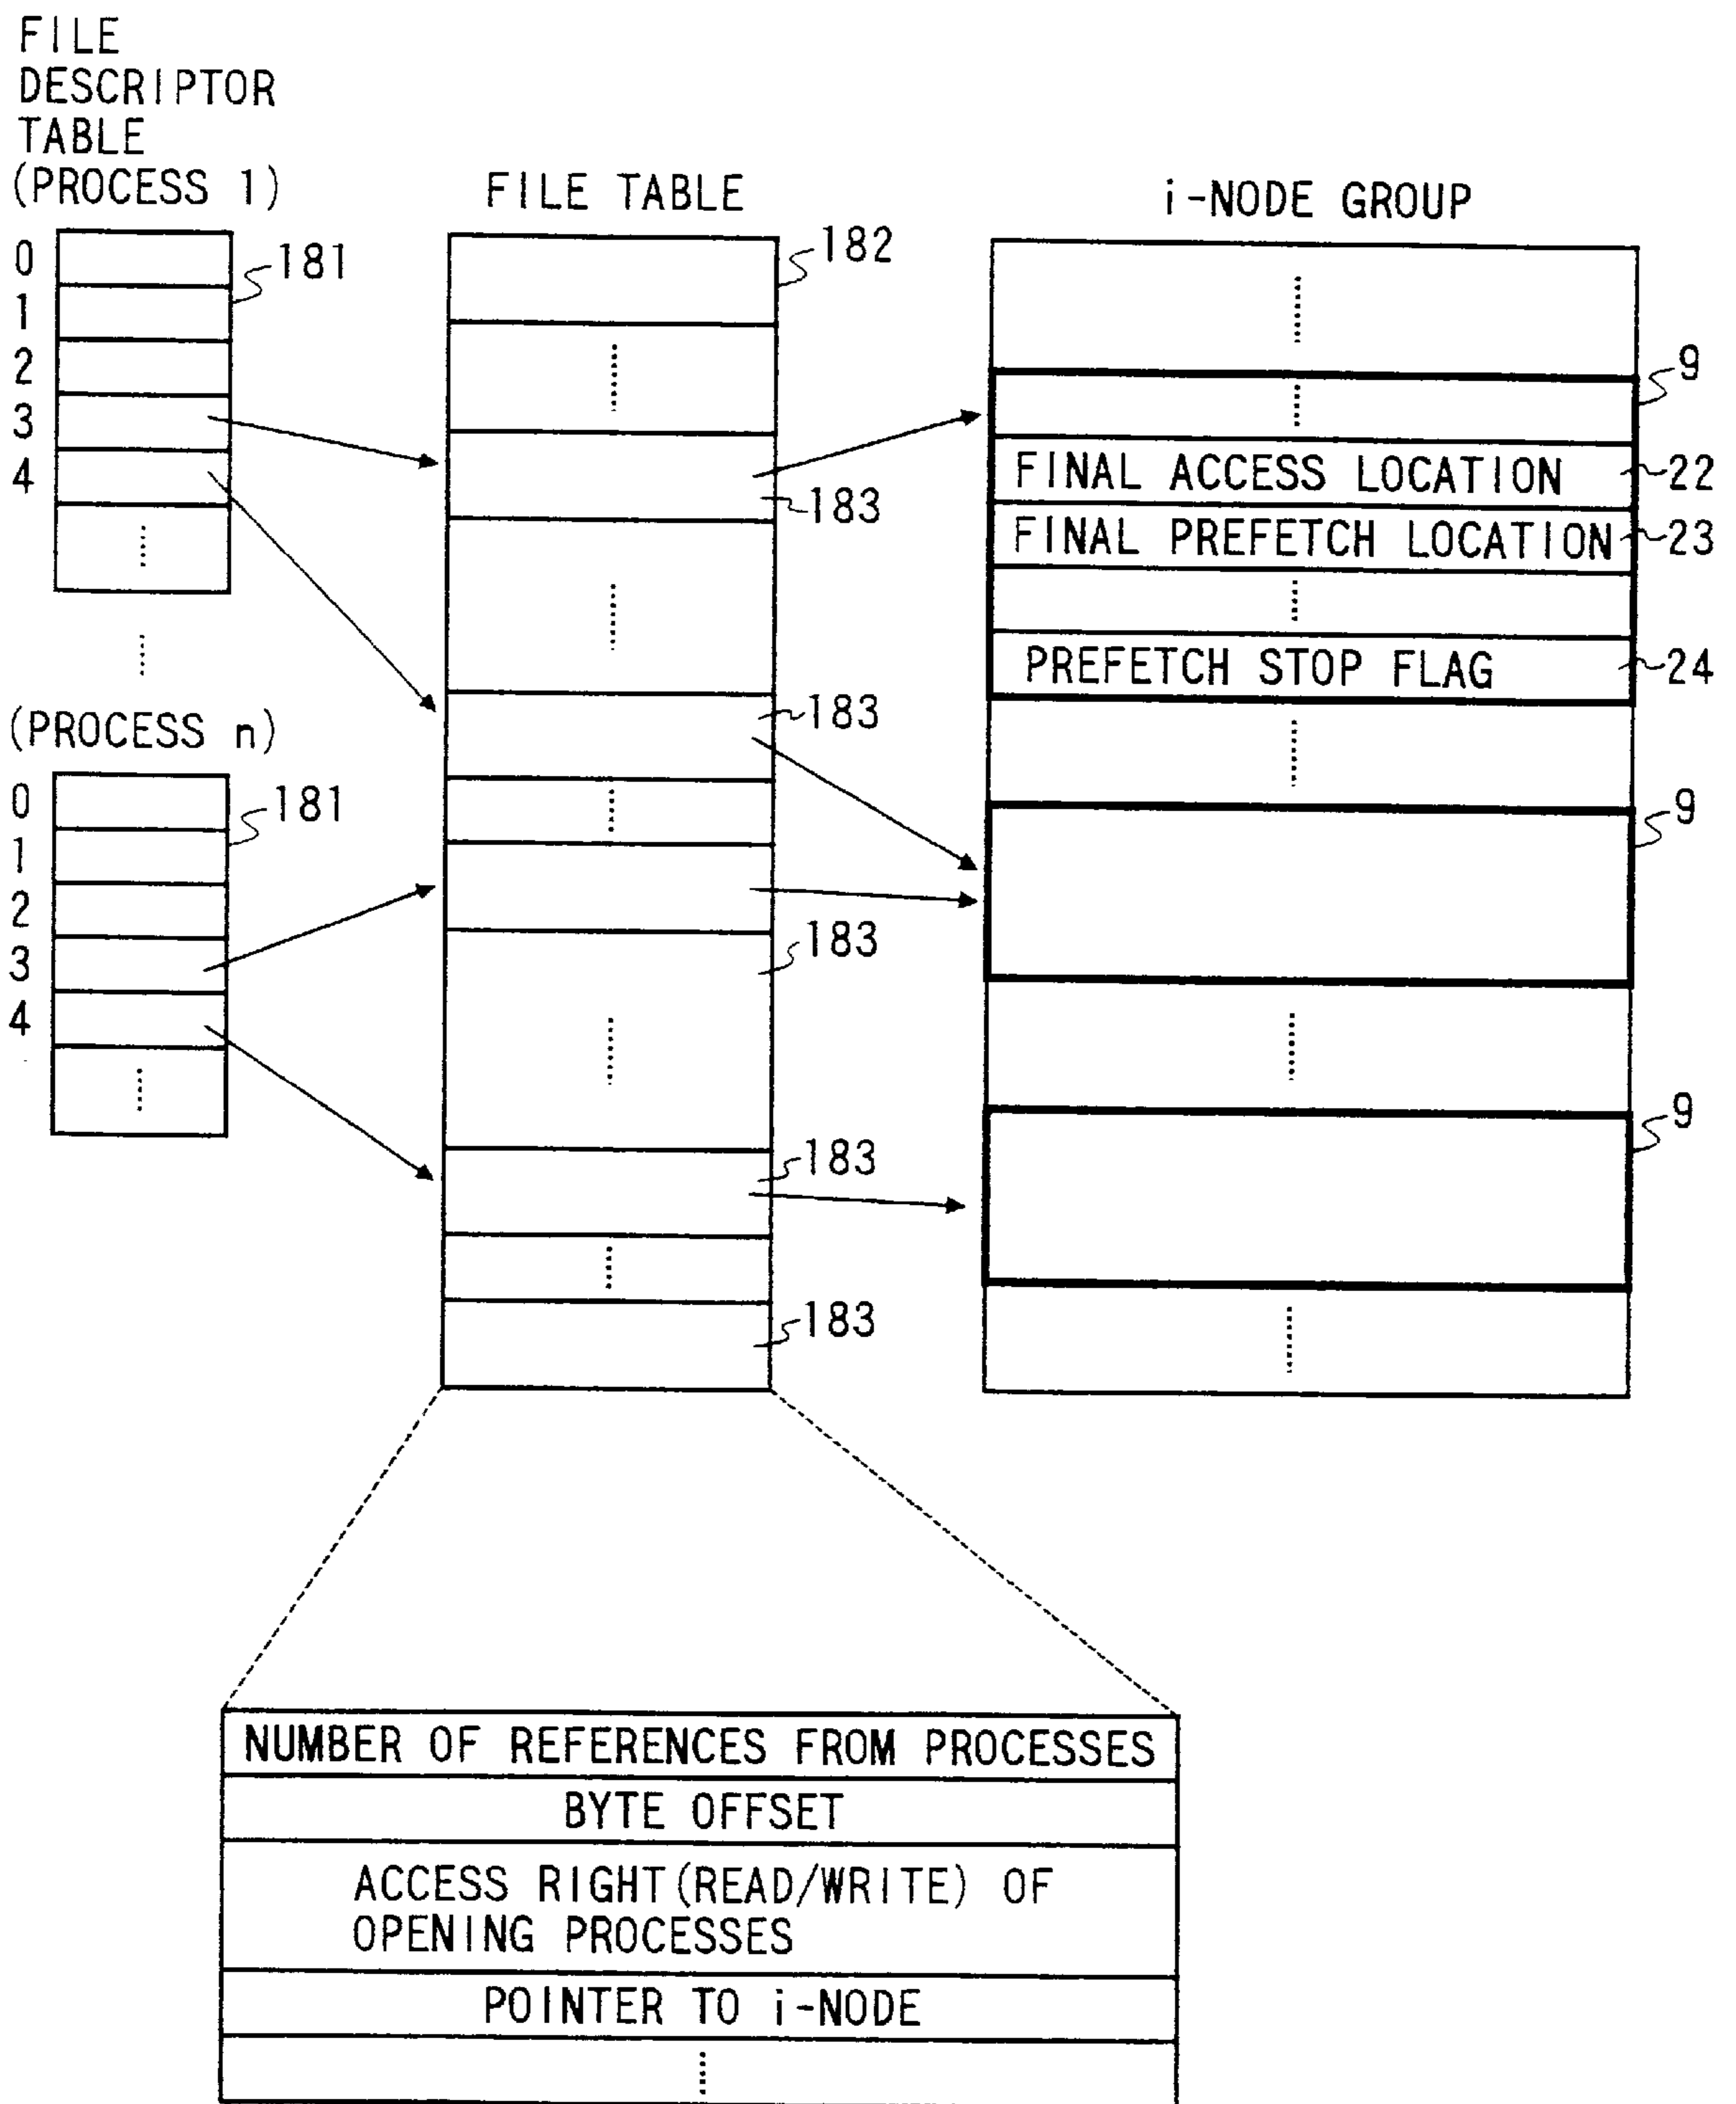 FILE
DESCRIPTOR
TABLE
(PROCESS 1)
0
1
2
3
4
181
(PROCESS n)
0
1
2
3
4
181
FILE TABLE
182
183
183
183
183
183
i-NODE GROUP
9
FINAL ACCESS LOCATION
22
FINAL PREFETCH LOCATION
23
PREFETCH STOP FLAG
24
9
9
NUMBER OF REFERENCES FROM PROCESSES
BYTE OFFSET
ACCESS RIGHT(READ/WRITE) OF
OPENING PROCESSES
POINTER TO i-NODE